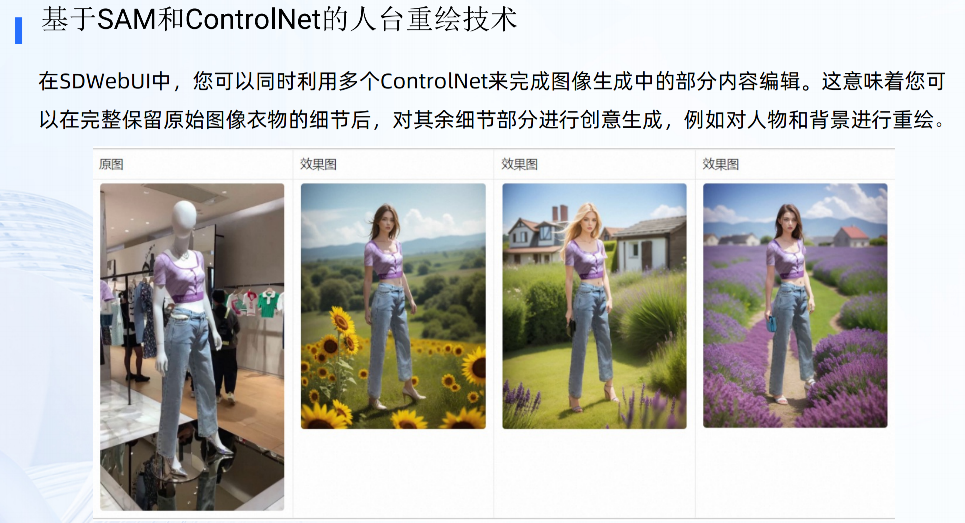 基于SAM和ControlNet的人台重绘技术
在SDWebUI中，您可以同时利用多个ControlNet来完成图像生成中的部分内容编辑。这意味着您可
以在完整保留原始图像衣物的细节后，对其余细节部分进行创意生成，例如对人物和背景进行重绘。
原图
效果图
效果图
效果图